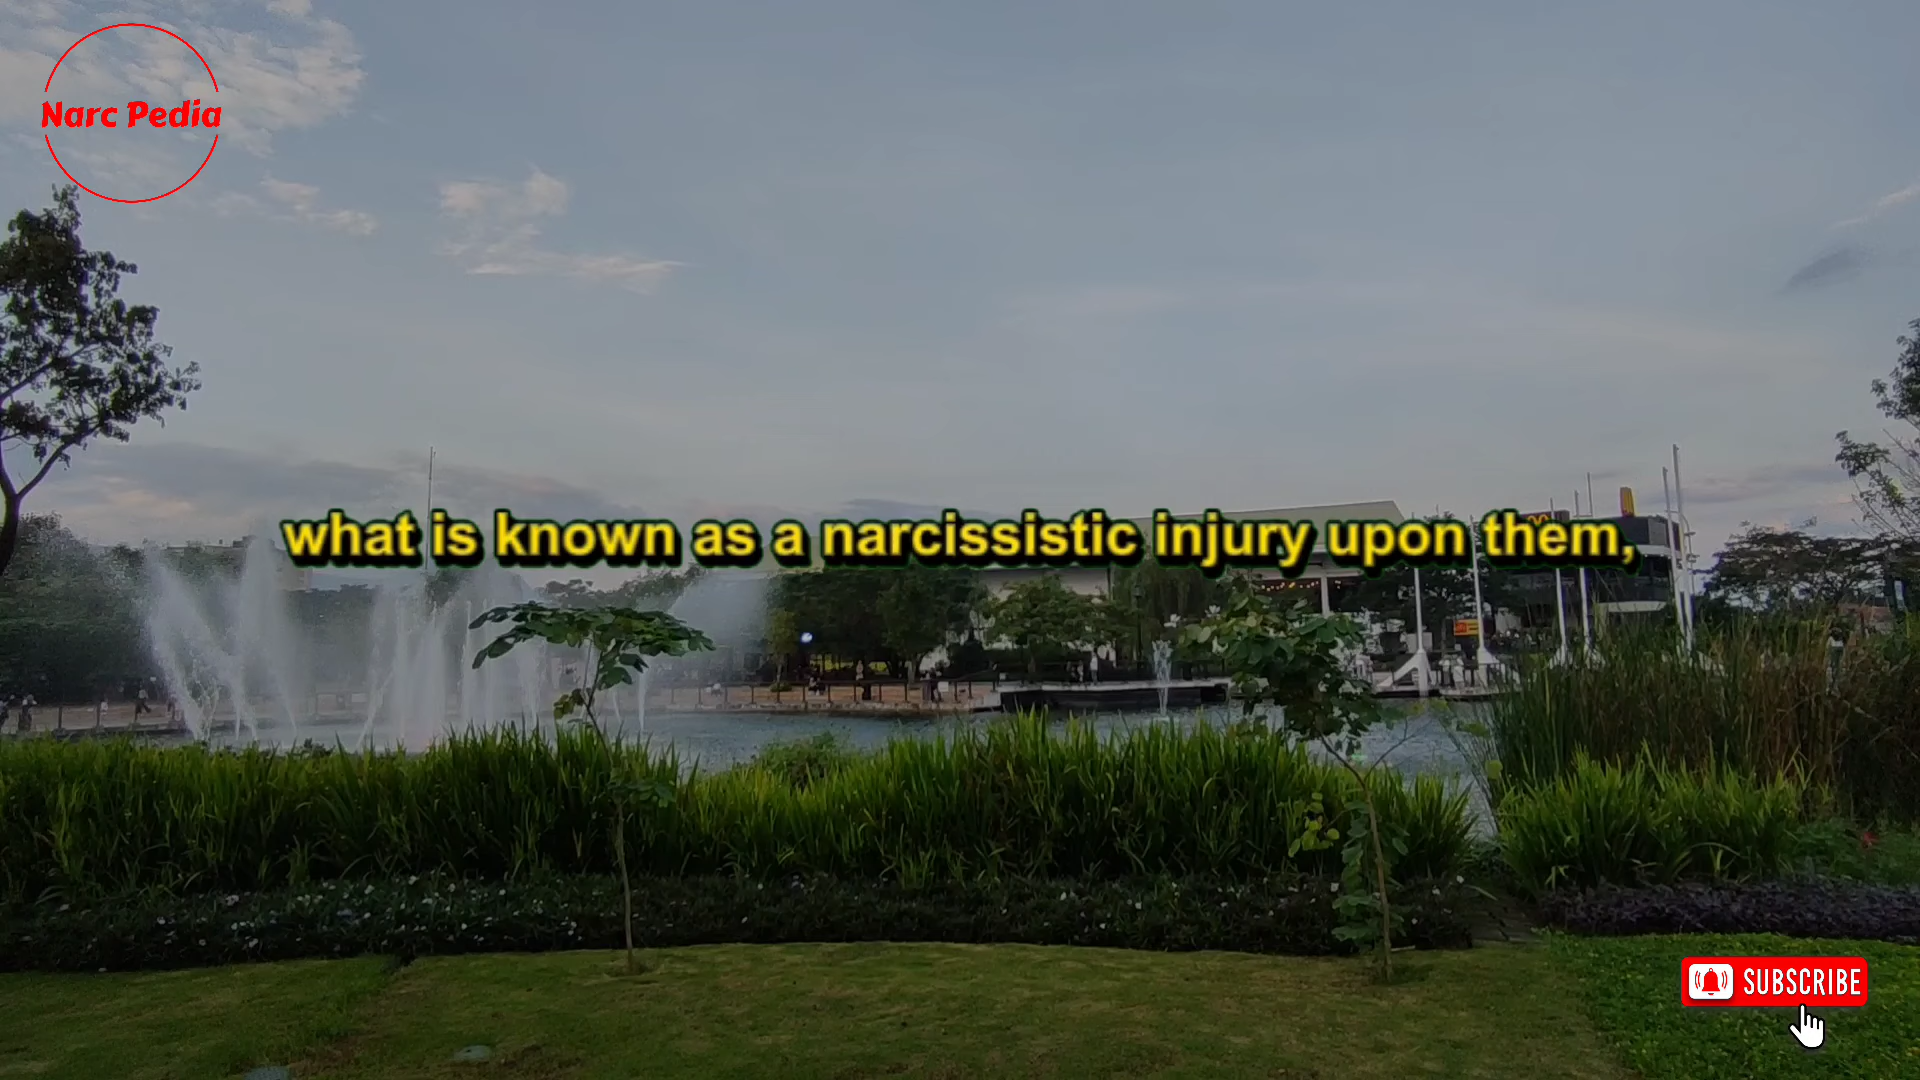 Narc Pedia
what is known as a narcissistic injury upon them,
SUBSCRIBE